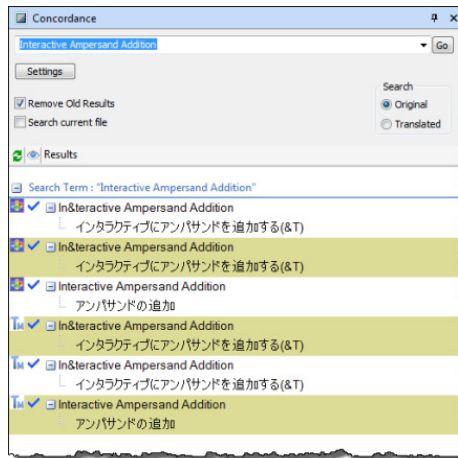 Concordance
Interactive Ampersand Addition
Go
Settings
Search
Remove Old Results
Original
Search current file
Translated
Results
Search Term : "Interactive Ampersand Addition"
In&teractive Ampersand Addition
インタラクティブにアンパサンドを追加する(&T)
In&teractive Ampersand Addition
インタラクティブにアンパサンドを追加する(&T)
Interactive Ampersand Addition
アンパサンドの追加
TM In&teractive Ampersand Addition
インタラクティブにアンパサンドを追加する(&T)
TM In&teractive Ampersand Addition
インタラクティブにアンパサンドを追加する(&T)
TM Interactive Ampersand Addition
アンパサンドの追加